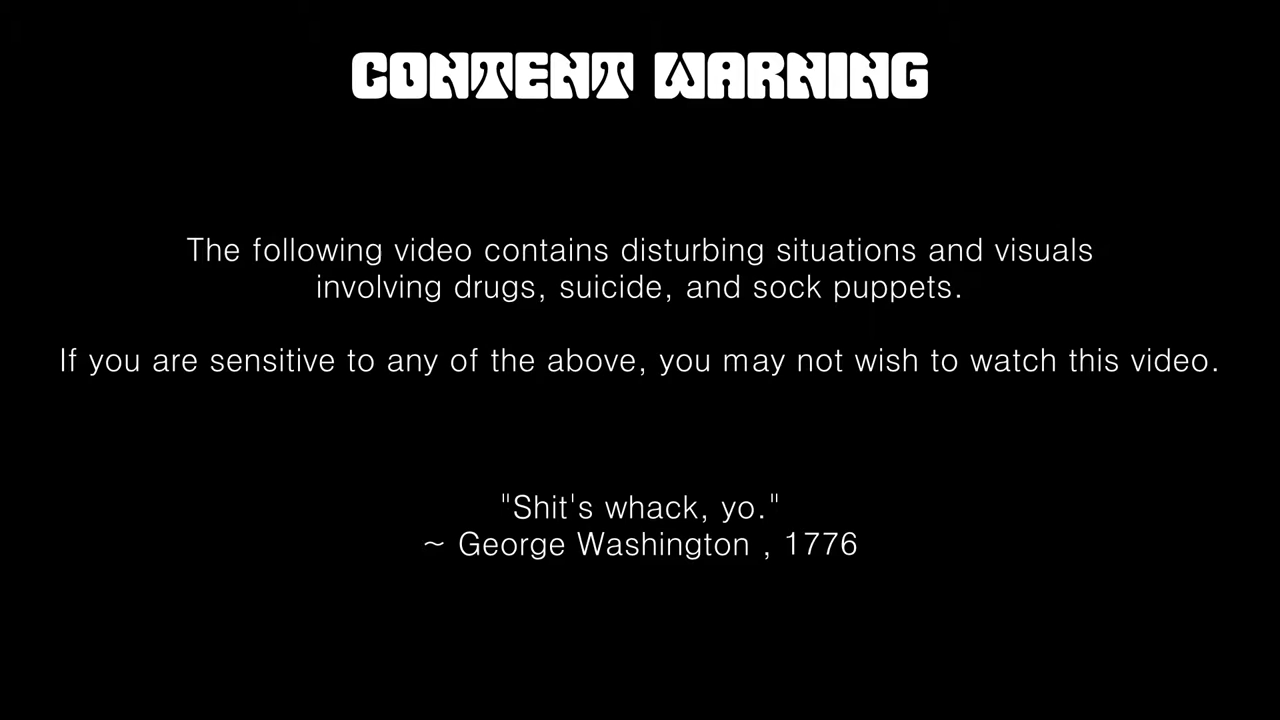 CONTENT WARNING
The following video contains disturbing situations and visuals
involving drugs, suicide, and sock puppets.
If you are sensitive to any of the above, you may not wish to watch this video.
"Shit's whack, yo."
~ George Washington , 1776